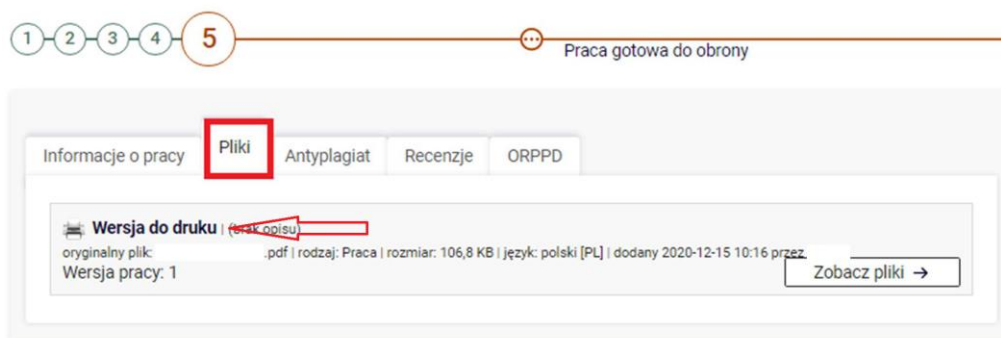 1 2 3 4 5
Praca gotowa do obrony
Informacje o pracy Pliki Antyplagiat Recenzje ORPPD
Wersja do druku | (brak opisu)
oryginalny plik: .pdf | rodzaj: Praca | rozmiar: 106,8 KB | język: polski [PL] | dodany 2020-12-15 10:16 przez
Wersja pracy: 1
Zobacz pliki →